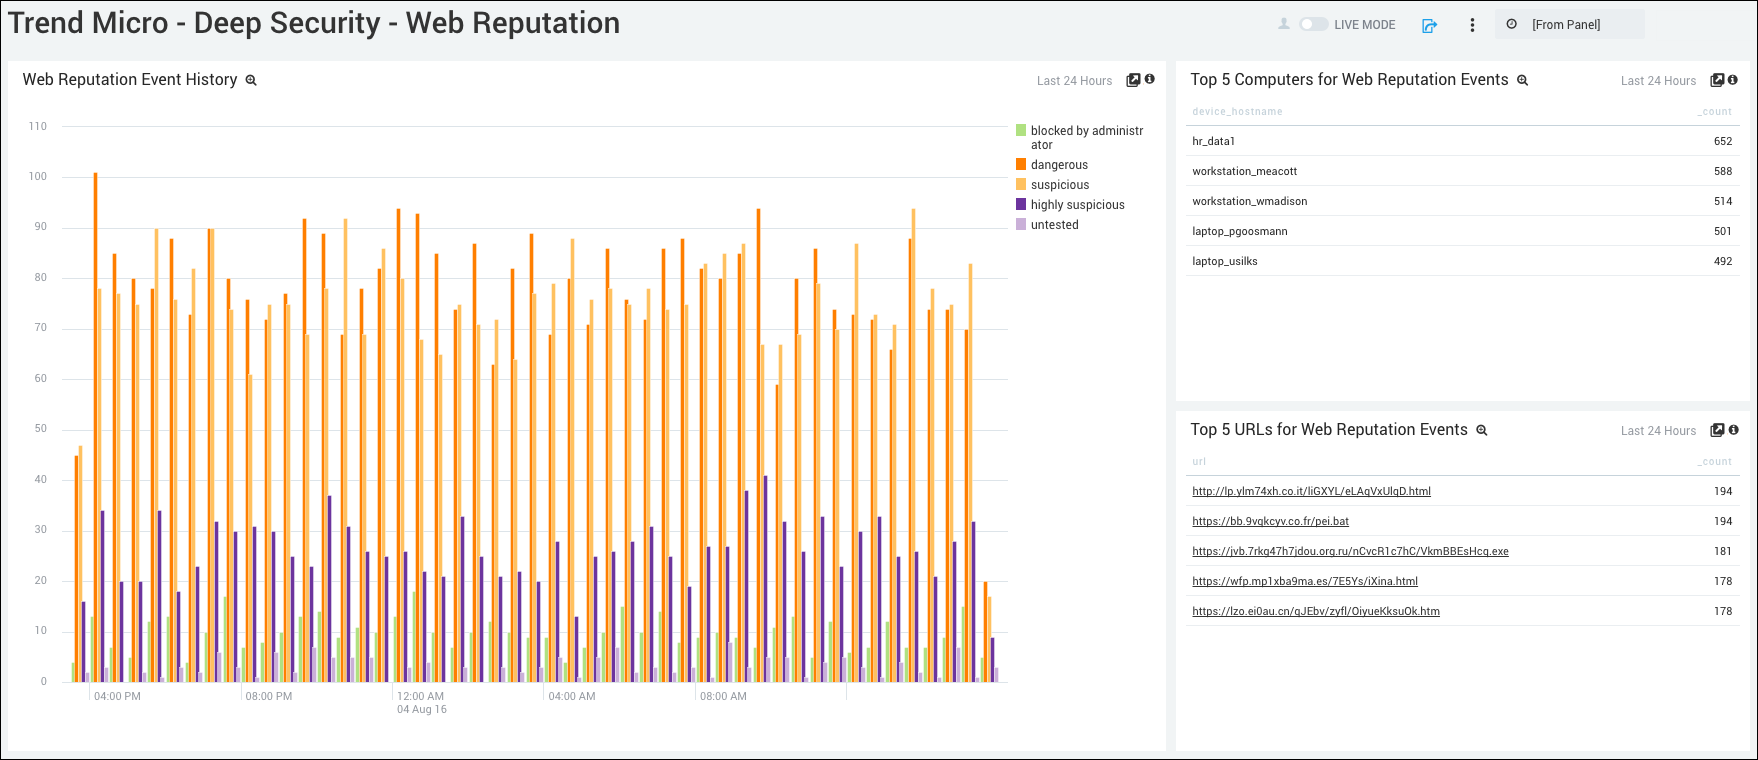 Trend Micro - Deep Security - Web Reputation
LIVE MODE
[From Panel]
Web Reputation Event History
Last 24 Hours
110
100
90
80
70
60
50
40
30
20
10
0
04:00 PM
08:00 PM
12:00 AM
04:00 AM
08:00 AM
04 Aug 16
blocked by administr
ator
dangerous
suspicious
highly suspicious
untested
Top 5 Computers for Web Reputation Events
Last 24 Hours
device_hostname _count
hr_data1 652
workstation_meacott 588
workstation_wmadison 514
laptop_pgoosmann 501
laptop_usilks 492
Top 5 URLs for Web Reputation Events
Last 24 Hours
url _count
http://lp.ylm74xh.co.it/liGXYL/eLAqVxUlqD.html 194
https://bb.9vqkcyv.co.fr/pei.bat 194
https://jvb.7rkg47h7jdou.org.ru/nCvcR1c7hC/VkmBBEsHcq.exe 181
https://wfp.mp1xba9ma.es/7E5Ys/iXina.html 178
https://lzo.ei0au.cn/qJEbv/zyfl/OiyueKksuOk.htm 178